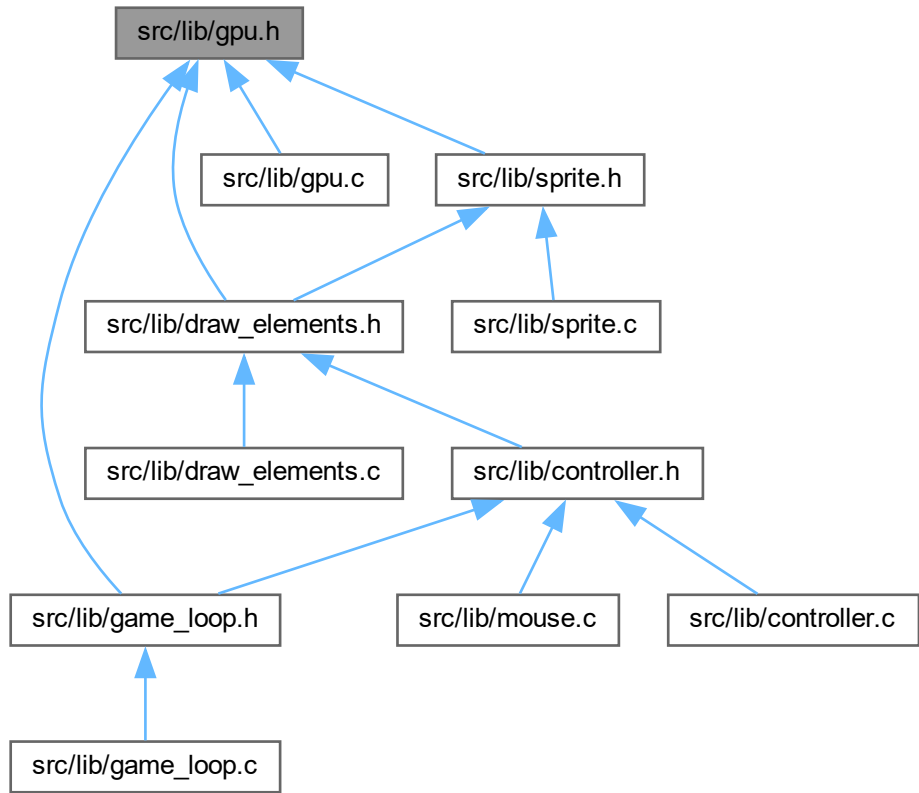 src/lib/gpu.h
src/lib/gpu.c
src/lib/sprite.h
src/lib/draw_elements.h
src/lib/sprite.c
src/lib/draw_elements.c
src/lib/controller.h
src/lib/game_loop.h
src/lib/mouse.c
src/lib/controller.c
src/lib/game_loop.c